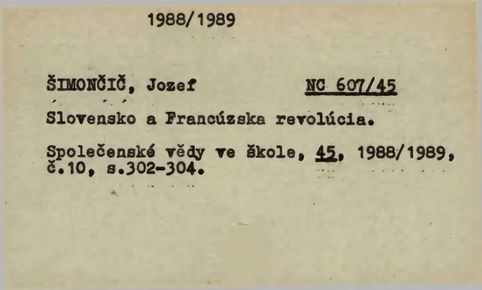 1988/1989
ŠIMONČIČ, Jozef NC 607/45
Slovensko a Francúzska revolúcia.
Společenské vědy ve škole, 45, 1988/1989,
č.10, s.302-304.